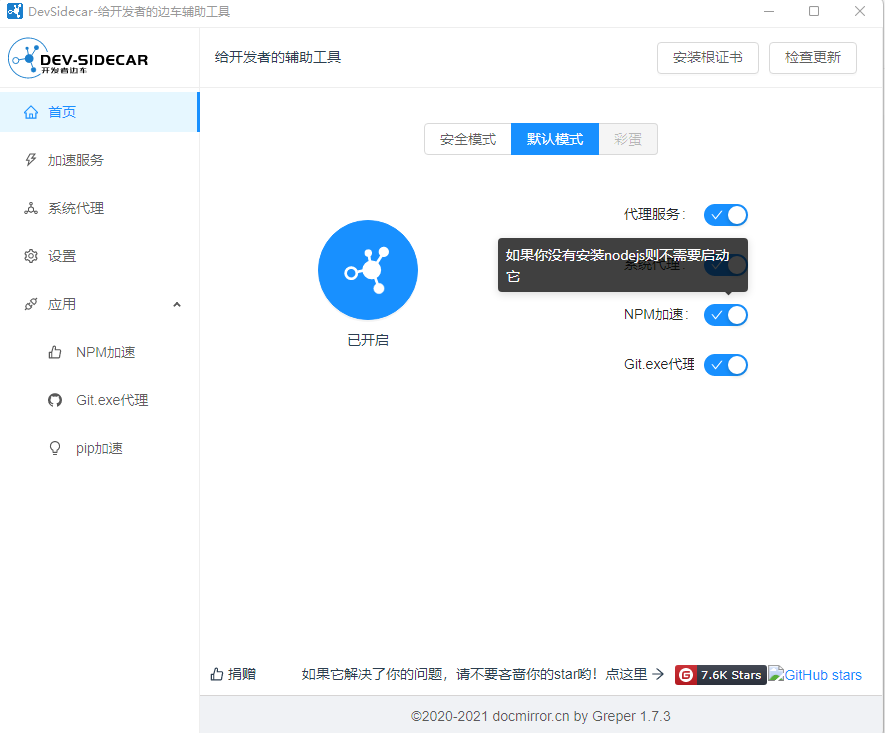 DevSidecar-给开发者的边车辅助工具
DEV-SIDECAR
开发者边车
给开发者的辅助工具
安装根证书
检查更新
首页
加速服务
系统代理
设置
应用
NPM加速
Git.exe代理
pip加速
安全模式
默认模式
彩蛋
已开启
代理服务：
如果你没有安装nodejs则不需要启动
它
系统代理：
NPM加速：
Git.exe代理
捐赠
如果它解决了你的问题，请不要吝啬你的star哟！点这里
G 7.6K Stars
GitHub stars
©2020-2021 docmirror.cn by Greper 1.7.3